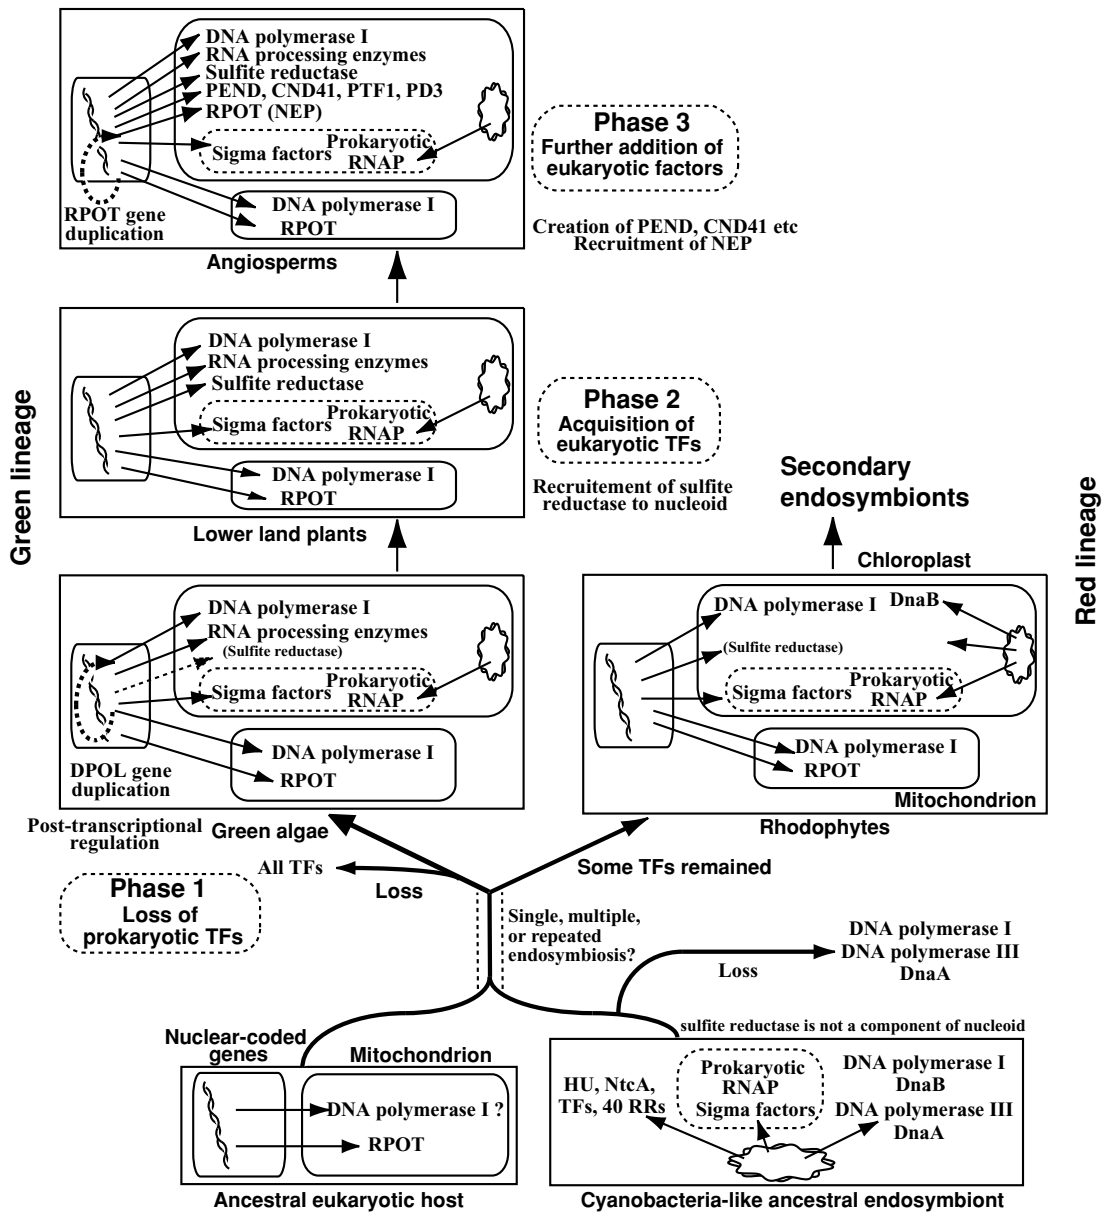 DNA polymerase I
RNA processing enzymes
Sulfite reductase
PEND, CND41, PTF1, PD3
RPOT (NEP)
Sigma factors
Prokaryotic
RNAP
DNA polymerase I
RPOT
RPOT gene
duplication
Angiosperms
Phase 3
Further addition of
eukaryotic factors
Creation of PEND, CND41 etc
Recruitment of NEP
Green lineage
DNA polymerase I
RNA processing enzymes
Sulfite reductase
Sigma factors
Prokaryotic
RNAP
DNA polymerase I
RPOT
Lower land plants
Phase 2
Acquisition of
eukaryotic TFs
Recruitement of sulfite
reductase to nucleoid
Secondary
endosymbionts
Red lineage
DNA polymerase I
RNA processing enzymes
(Sulfite reductase)
Sigma factors
Prokaryotic
RNAP
DNA polymerase I
RPOT
DPOL gene
duplication
Green algae
Chloroplast
DNA polymerase I
DnaB
(Sulfite reductase)
Sigma factors
Prokaryotic
RNAP
DNA polymerase I
RPOT
Mitochondrion
Rhodophytes
Post-transcriptional
regulation
All TFs
Loss
Some TFs remained
Phase 1
Loss of
prokaryotic TFs
Single, multiple,
or repeated
endosymbiosis?
Loss
DNA polymerase I
DNA polymerase III
DnaA
Nuclear-coded
genes
Mitochondrion
DNA polymerase I ?
RPOT
Ancestral eukaryotic host
sulfite reductase is not a component of nucleoid
HU, NtcA,
TFs, 40 RRs
Prokaryotic
RNAP
Sigma factors
DNA polymerase I
DnaB
DNA polymerase III
DnaA
Cyanobacteria-like ancestral endosymbiont